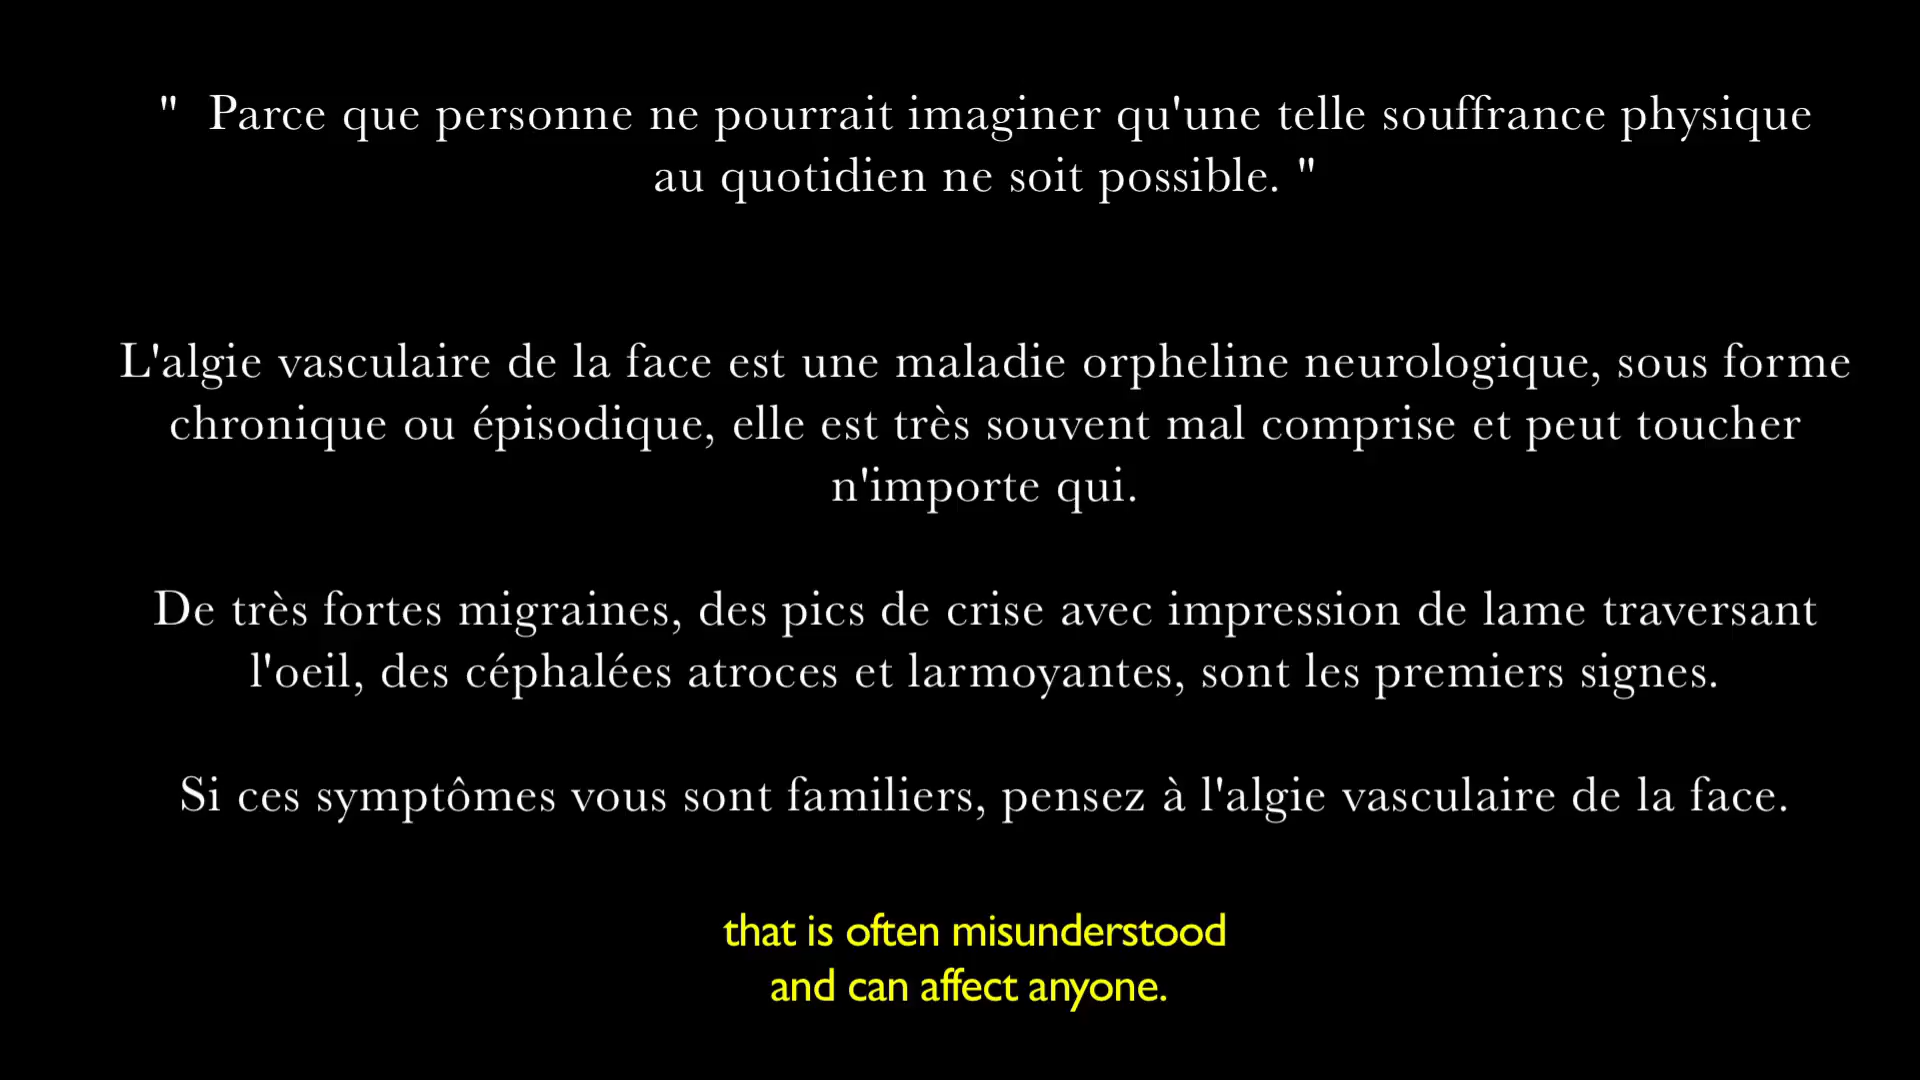 " Parce que personne ne pourrait imaginer qu'une telle souffrance physique
au quotidien ne soit possible. "
L'algie vasculaire de la face est une maladie orpheline neurologique, sous forme
chronique ou épisodique, elle est très souvent mal comprise et peut toucher
n'importe qui.
De très fortes migraines, des pics de crise avec impression de lame traversant
l'oeil, des céphalées atroces et larmoyantes, sont les premiers signes.
Si ces symptômes vous sont familiers, pensez à l'algie vasculaire de la face.
that is often misunderstood
and can affect anyone.